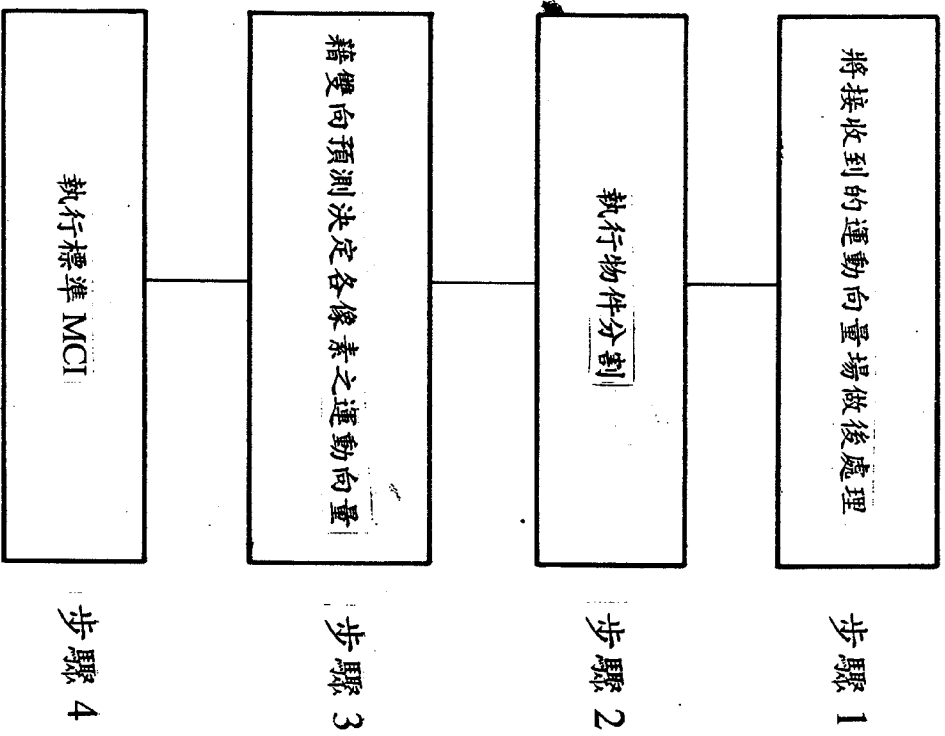 將接收到的運動向量場做後處理
步驟 1
執行物件分割
步驟 2
藉雙向預測決定各像素之運動向量
步驟 3
執行標準 MCI
步驟 4